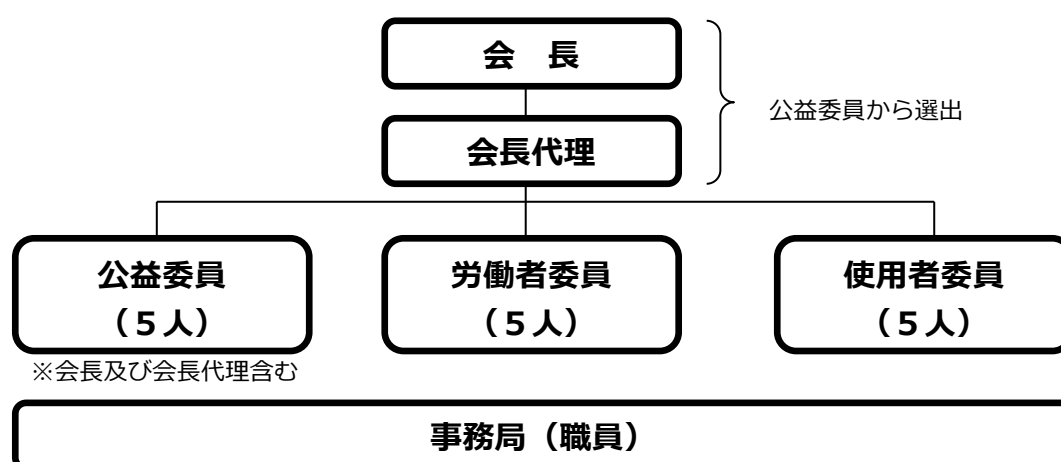 会　長
公益委員から選出
会長代理
公益委員
（５人）
労働者委員
（５人）
使用者委員
（５人）
※会長及び会長代理含む
事務局（職員）